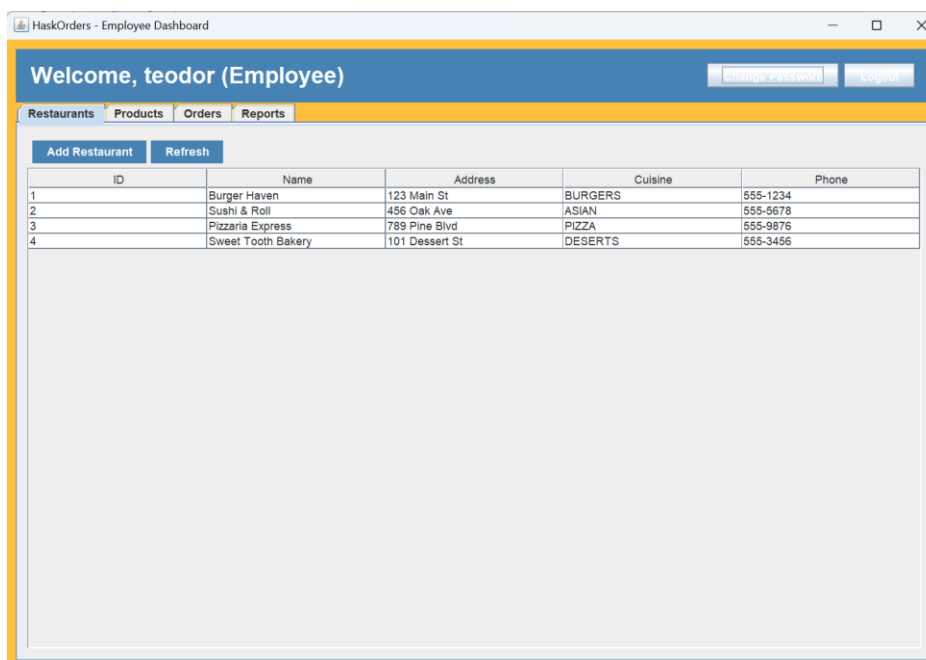 HaskOrders - Employee Dashboard
Welcome, teodor (Employee)
Change Password Logout
Restaurants Products Orders Reports
Add Restaurant Refresh
ID Name Address Cuisine Phone
1 Burger Haven 123 Main St BURGERS 555-1234
2 Sushi & Roll 456 Oak Ave ASIAN 555-5678
3 Pizzaria Express 789 Pine Blvd PIZZA 555-9876
4 Sweet Tooth Bakery 101 Dessert St DESERTS 555-3456